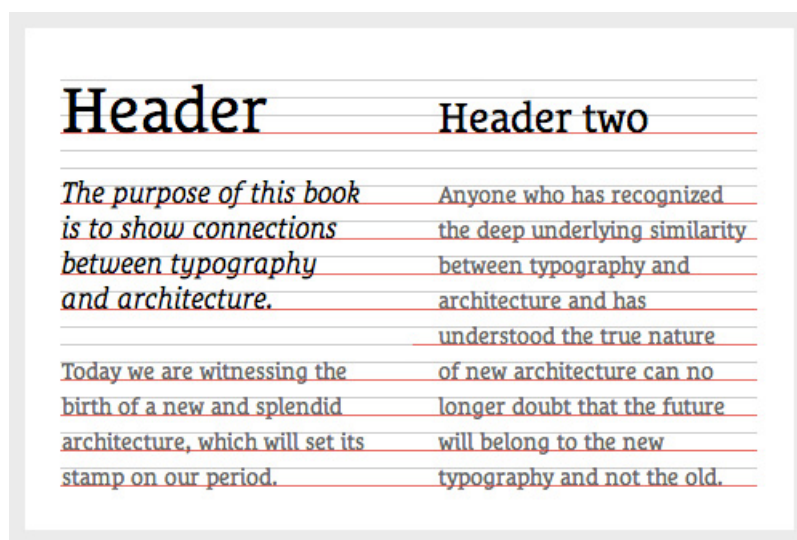 Header
The purpose of this book
is to show connections
between typography
and architecture.
Today we are witnessing the
birth of a new and splendid
architecture, which will set its
stamp on our period.
Header two
Anyone who has recognized
the deep underlying similarity
between typography and
architecture and has
understood the true nature
of new architecture can no
longer doubt that the future
will belong to the new
typography and not the old.